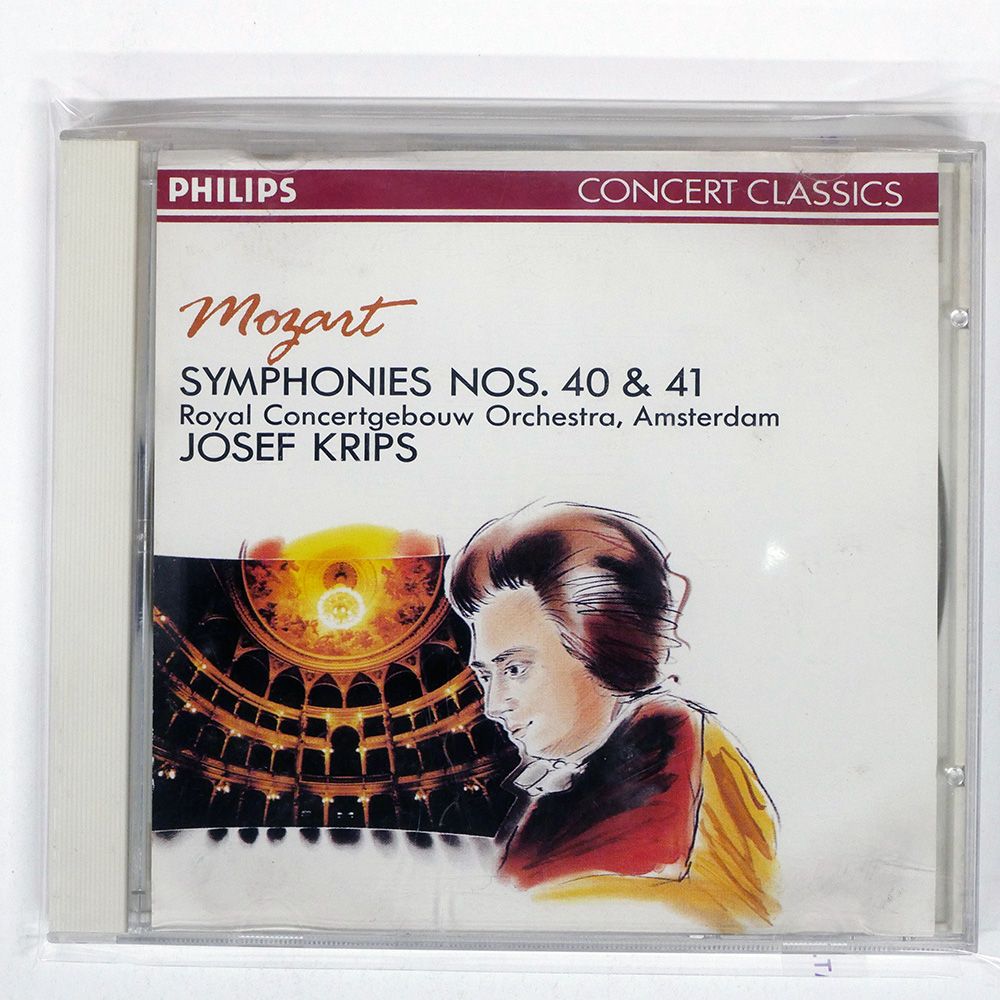 PHILIPS CONCERT CLASSICS
Mozart
SYMPHONIES NOS. 40 & 41
Royal Concertgebouw Orchestra, Amsterdam
JOSEF KRIPS